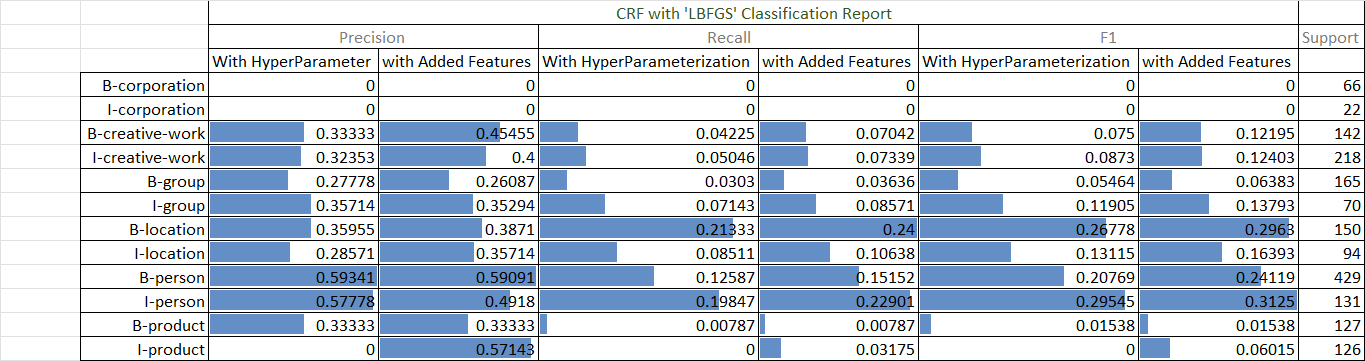 CRF with 'LBFGS' Classification Report
Precision Recall F1 Support
With HyperParameter with Added Features With HyperParameterization with Added Features With HyperParameterization with Added Features
B-corporation 0 0 0 0 0 0 66
I-corporation 0 0 0 0 0 0 22
B-creative-work 0.33333 0.45455 0.04225 0.07042 0.075 0.12195 142
I-creative-work 0.32353 0.4 0.05046 0.07339 0.0873 0.12403 218
B-group 0.27778 0.26087 0.0303 0.03636 0.05464 0.06383 165
I-group 0.35714 0.35294 0.07143 0.08571 0.11905 0.13793 70
B-location 0.35955 0.3871 0.21333 0.24 0.26778 0.2963 150
I-location 0.28571 0.35714 0.08511 0.10638 0.13115 0.16393 94
B-person 0.59341 0.59091 0.12587 0.15152 0.20769 0.24119 429
I-person 0.57778 0.4918 0.19847 0.22901 0.29545 0.3125 131
B-product 0.33333 0.33333 0.00787 0.00787 0.01538 0.01538 127
I-product 0 0.57143 0 0.03175 0 0.06015 126